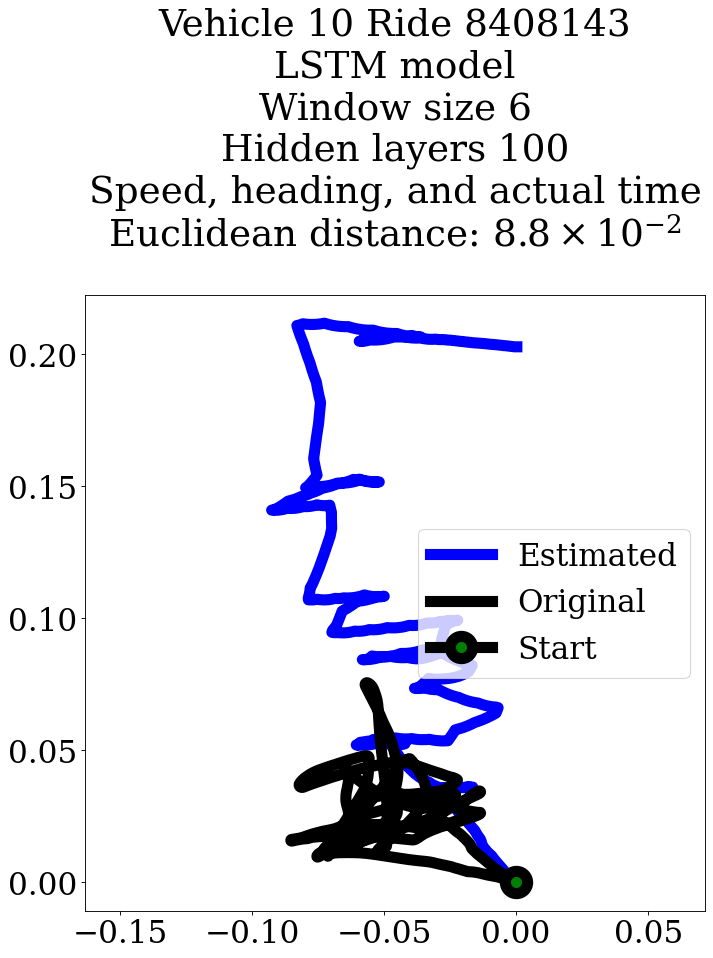 Vehicle 10 Ride 8408143
LSTM model
Window size 6
Hidden layers 100
Speed, heading, and actual time
Euclidean distance: 8.8 × 10⁻²
0.20
0.15
0.10
0.05
0.00
Estimated
Original
Start
−0.15 −0.10 −0.05 0.00 0.05